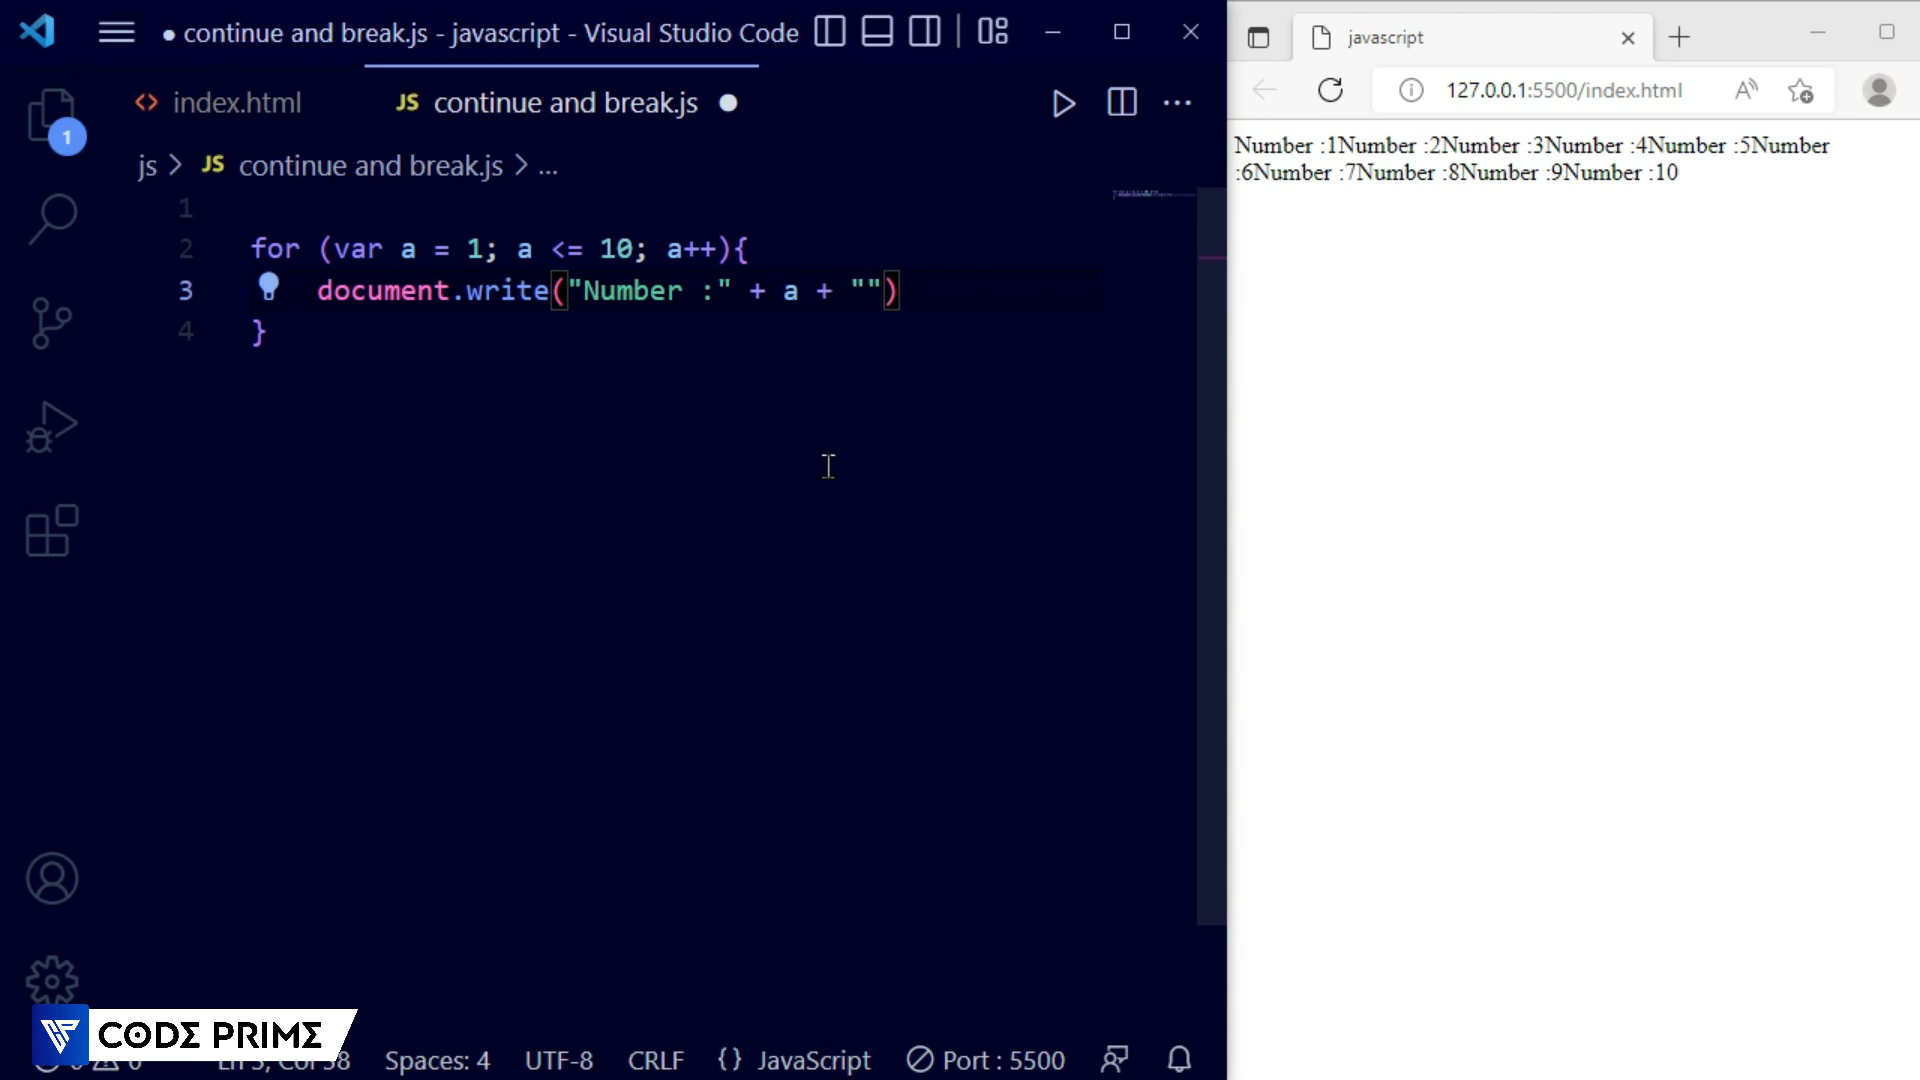 ● continue and break.js - javascript - Visual Studio Code
index.html
JS continue and break.js ●
js > JS continue and break.js > ...
1
1
2 for (var a = 1; a <= 10; a++){
3 document.write("Number :" + a + "")
4 }
CODΣ PRIMΣ
Spaces: 4 UTF-8 CRLF {} JavaScript Port : 5500
javascript
127.0.0.1:5500/index.html
Number :1Number :2Number :3Number :4Number :5Number
:6Number :7Number :8Number :9Number :10